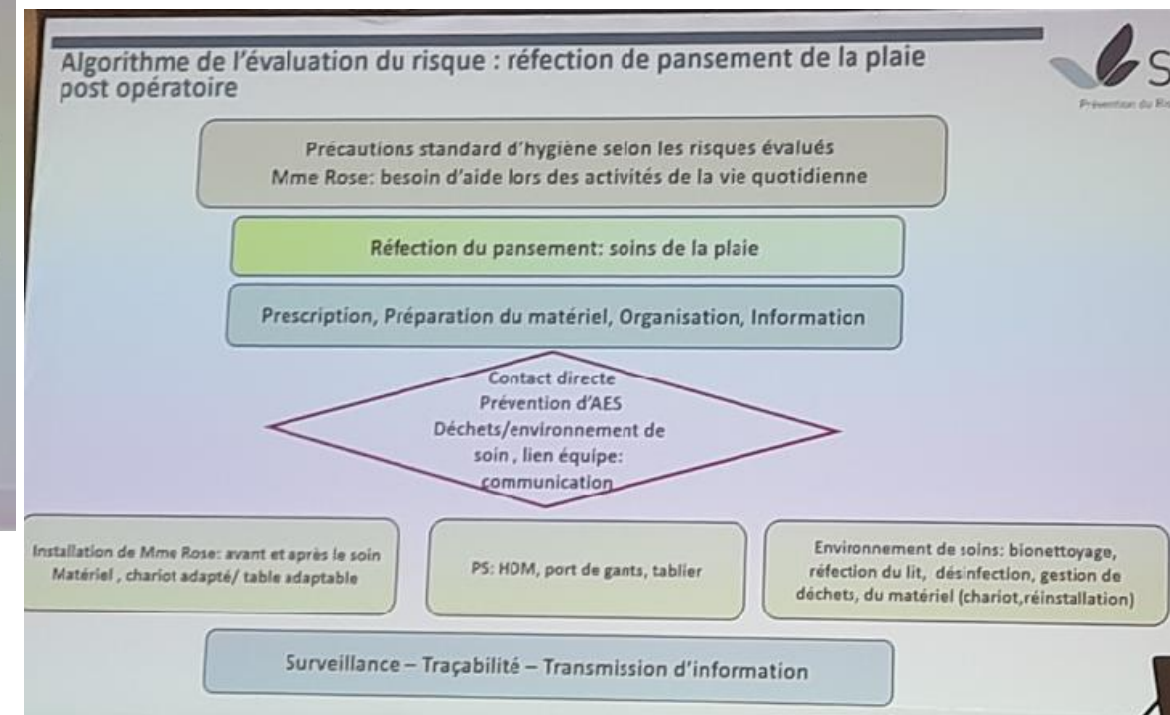 Algorithme de l'évaluation du risque : réfection de pansement de la plaie
post opératoire
S
Prévention du
Précautions standard d'hygiène selon les risques évalués
Mme Rose: besoin d'aide lors des activités de la vie quotidienne
Réfection du pansement: soins de la plaie
Prescription, Préparation du matériel, Organisation, Information
Contact directe
Prévention d'AES
Déchets/environnement de
soin , lien équipe:
communication
Installation de Mme Rose: avant et après le soin
Matériel , chariot adapté/ table adaptable
PS: HDM, port de gants, tablier
Environnement de soins: bionettoyage,
réfection du lit, désinfection, gestion de
déchets, du matériel (chariot,réinstallation)
Surveillance – Traçabilité – Transmission d'information